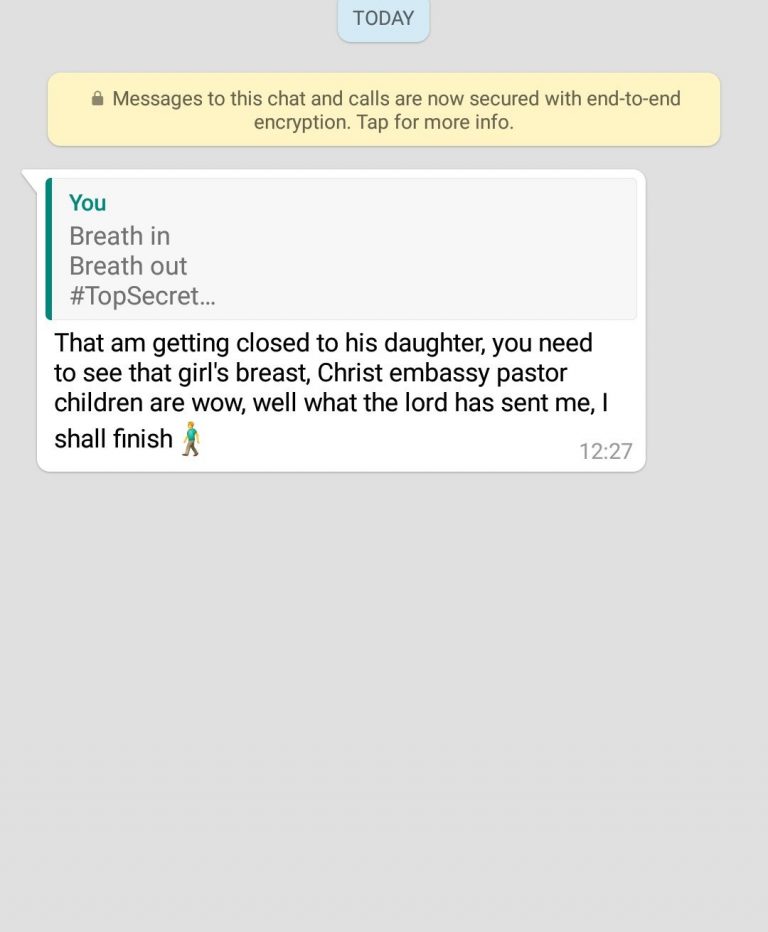 TODAY
Messages to this chat and calls are now secured with end-to-end
encryption. Tap for more info.
You
Breath in
Breath out
#TopSecret...
That am getting closed to his daughter, you need
to see that girl's breast, Christ embassy pastor
children are wow, well what the lord has sent me, I
shall finish 🚶‍♂️
12:27